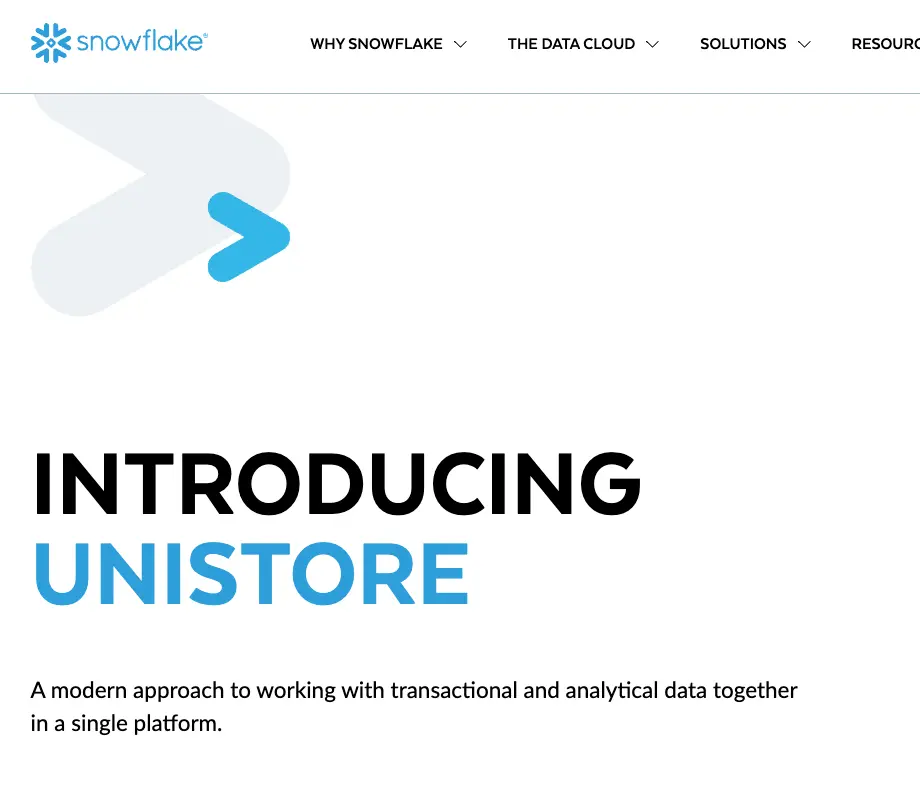 snowflake®
WHY SNOWFLAKE THE DATA CLOUD SOLUTIONS
INTRODUCING
UNISTORE
A modern approach to working with transactional and analytical data together
in a single platform.